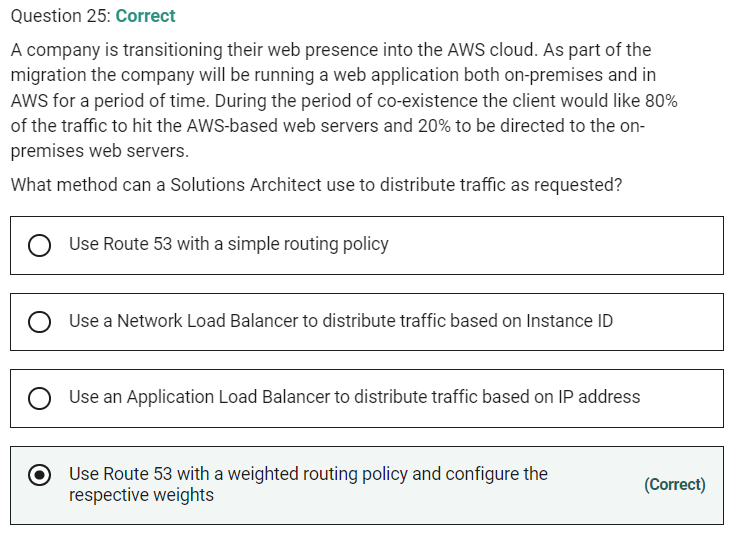 Question 25: Correct
A company is transitioning their web presence into the AWS cloud. As part of the
migration the company will be running a web application both on-premises and in
AWS for a period of time. During the period of co-existence the client would like 80%
of the traffic to hit the AWS-based web servers and 20% to be directed to the on-
premises web servers.
What method can a Solutions Architect use to distribute traffic as requested?
Use Route 53 with a simple routing policy
Use a Network Load Balancer to distribute traffic based on Instance ID
Use an Application Load Balancer to distribute traffic based on IP address
Use Route 53 with a weighted routing policy and configure the
respective weights
(Correct)